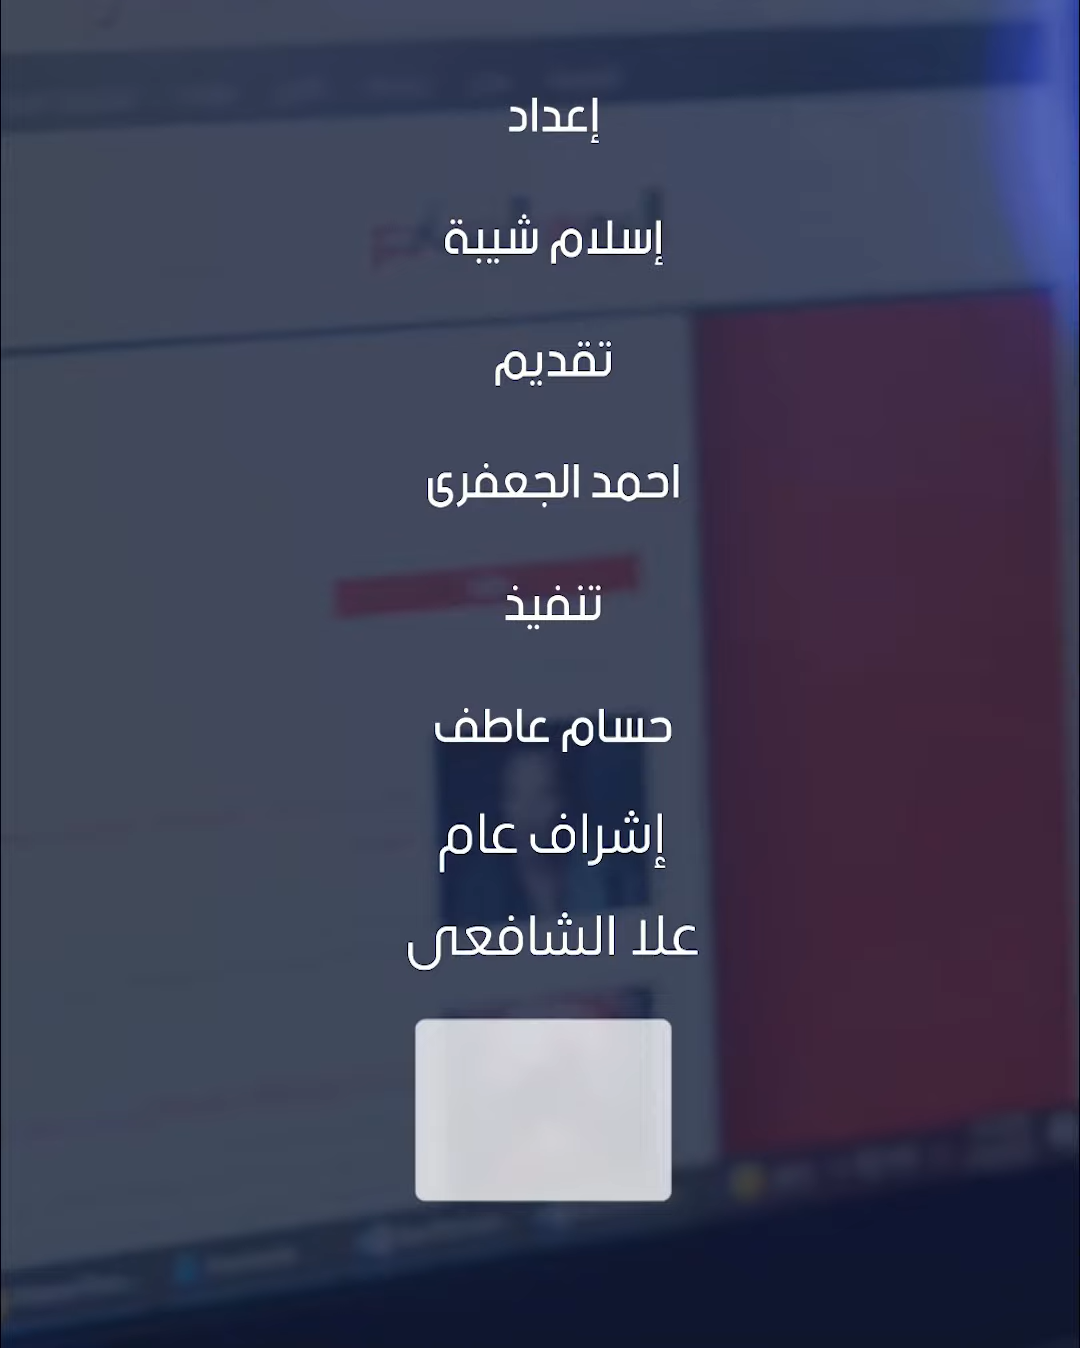 إعداد
إسلام شيبة
تقديم
احمد الجعفرى
تنفيذ
حسام عاطف
إشراف عام
علا الشافعى